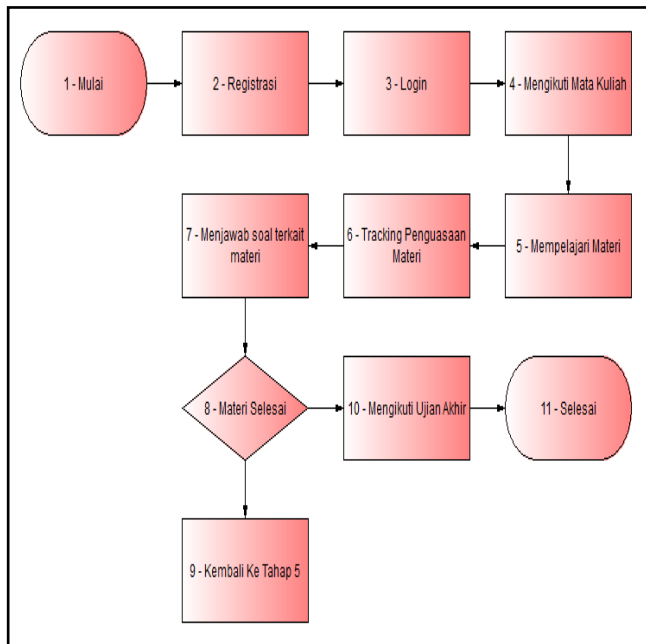 1 - Mulai
2 - Registrasi
3 - Login
4 - Mengikuti Mata Kuliah
7 - Menjawab soal terkait
materi
6 - Tracking Penguasaan
Materi
5 - Mempelajari Materi
8 - Materi Selesai
10 - Mengikuti Ujian Akhir
11 - Selesai
9 - Kembali Ke Tahap 5